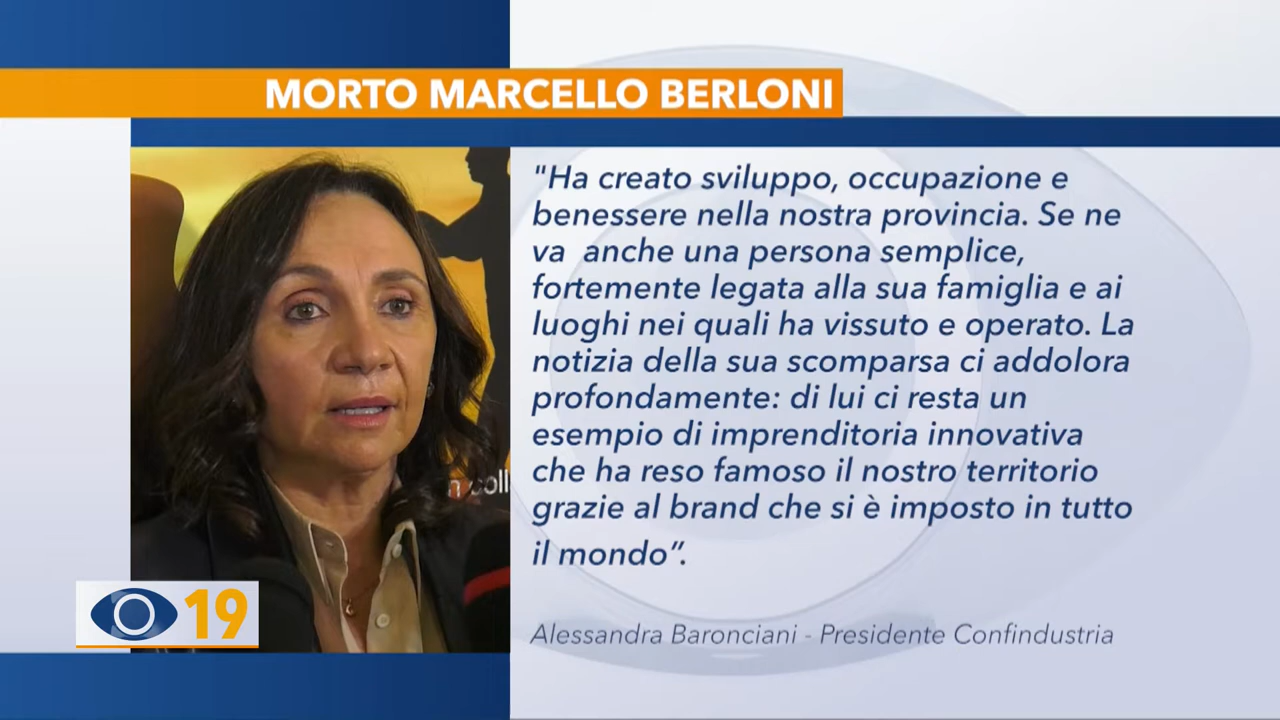 MORTO MARCELLO BERLONI
"Ha creato sviluppo, occupazione e
benessere nella nostra provincia. Se ne
va  anche una persona semplice,
fortemente legata alla sua famiglia e ai
luoghi nei quali ha vissuto e operato. La
notizia della sua scomparsa ci addolora
profondamente: di lui ci resta un
esempio di imprenditoria innovativa
che ha reso famoso il nostro territorio
grazie al brand che si è imposto in tutto
il mondo”.
Alessandra Baronciani - Presidente Confindustria
19